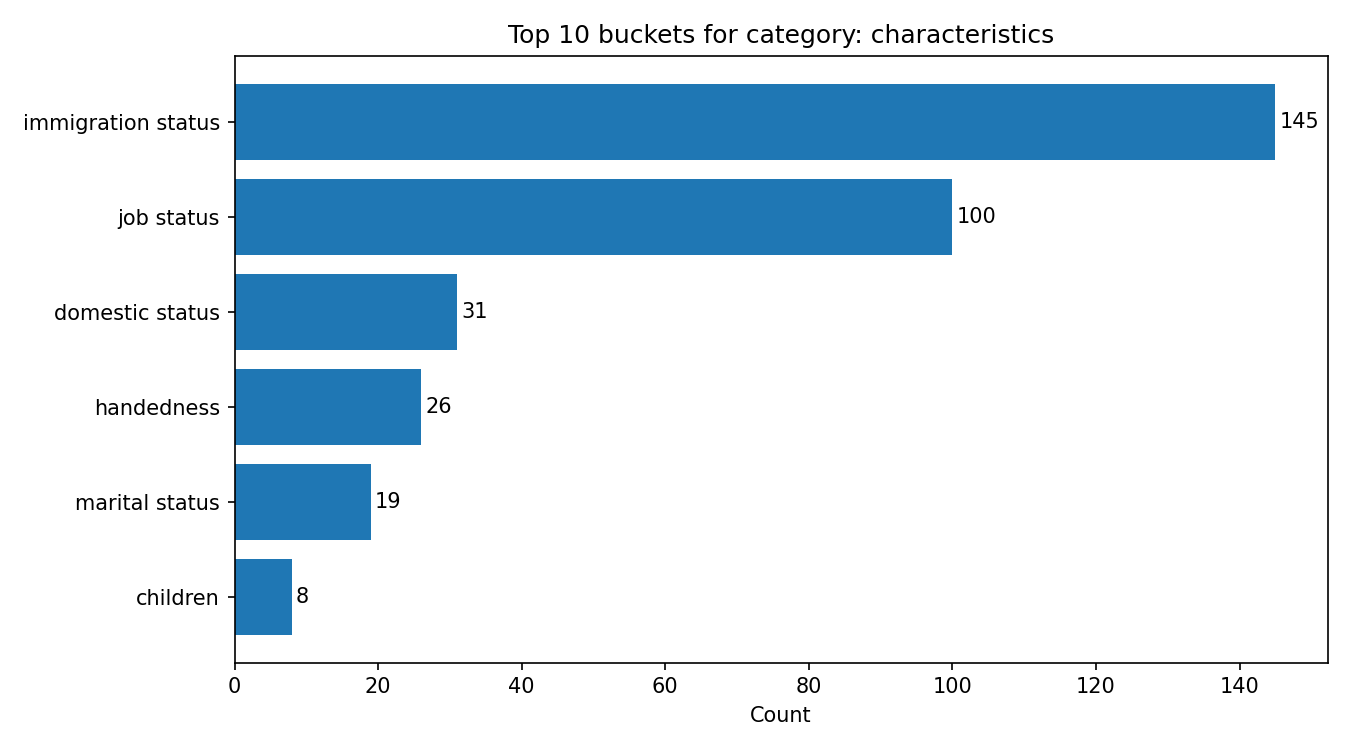 Top 10 buckets for category: characteristics
immigration status 145
job status 100
domestic status 31
handedness 26
marital status 19
children 8
0 20 40 60 80 100 120 140
Count